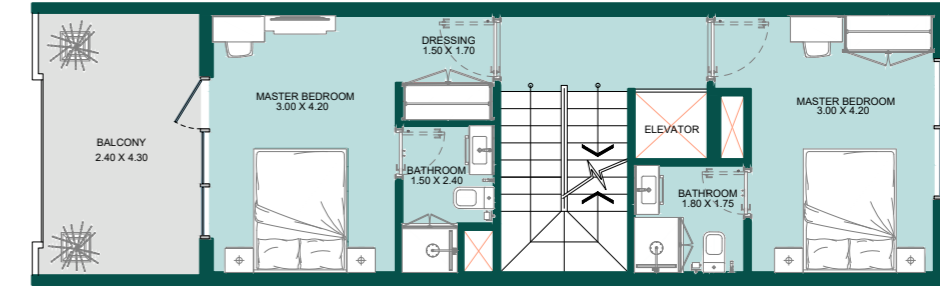 DRESSING
1.50 X 1.70
MASTER BEDROOM
3.00 X 4.20
MASTER BEDROOM
3.00 X 4.20
ELEVATOR
BALCONY
2.40 X 4.30
BATHROOM
1.50 X 2.40
BATHROOM
1.80 X 1.75